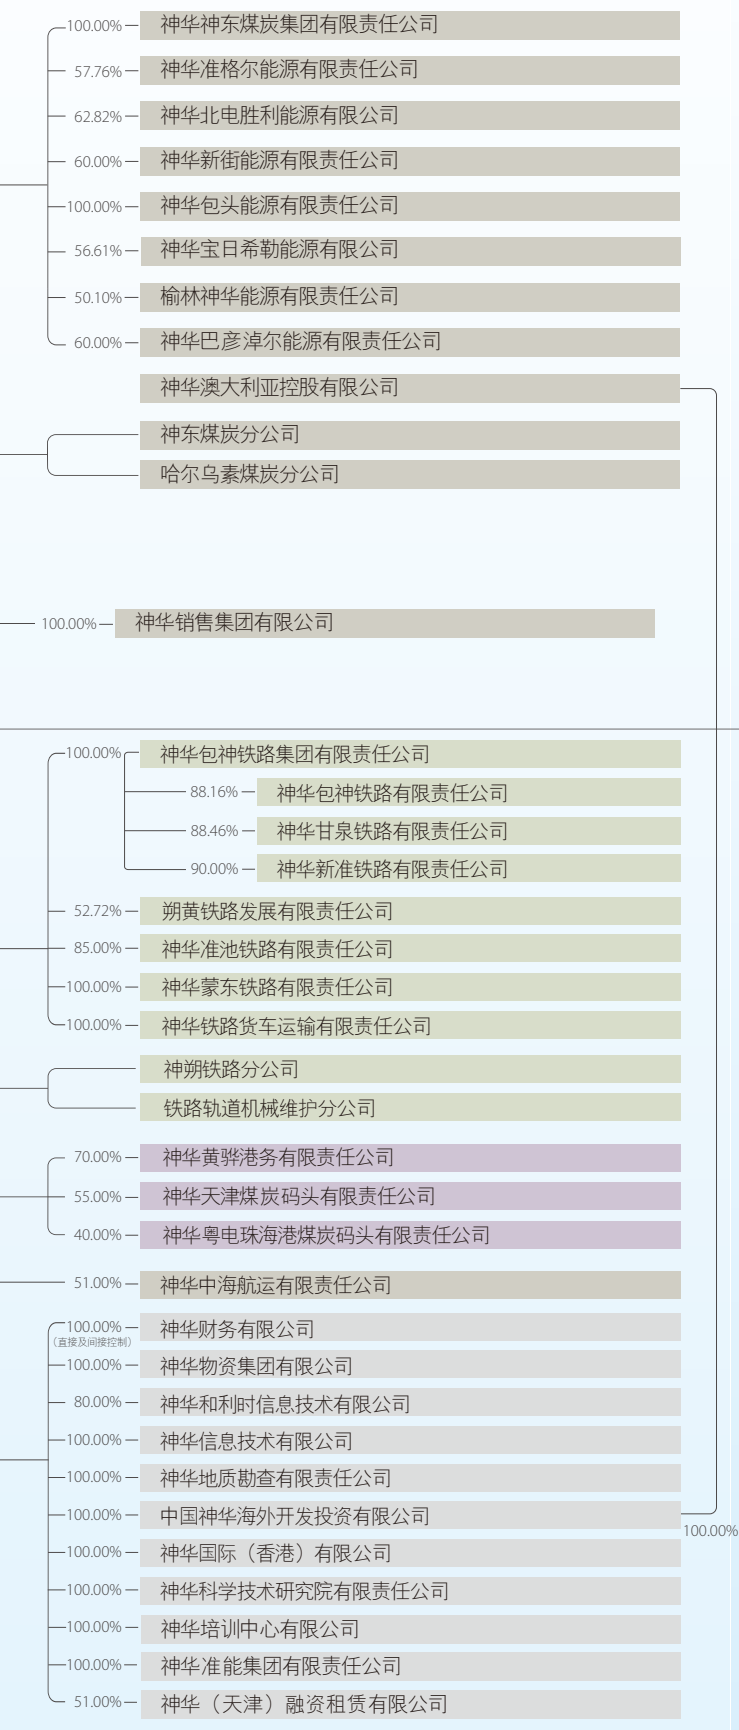 100.00% 神华神东煤炭集团有限责任公司
57.76% 神华准格尔能源有限责任公司
62.82% 神华北电胜利能源有限公司
60.00% 神华新街能源有限责任公司
100.00% 神华包头能源有限责任公司
56.61% 神华宝日希勒能源有限公司
50.10% 榆林神华能源有限责任公司
60.00% 神华巴彦淖尔能源有限责任公司
神华澳大利亚控股有限公司
神东煤炭分公司
哈尔乌素煤炭分公司
100.00% 神华销售集团有限公司
100.00% 神华包神铁路集团有限责任公司
88.16% 神华包神铁路有限责任公司
88.46% 神华甘泉铁路有限责任公司
90.00% 神华新准铁路有限责任公司
52.72% 朔黄铁路发展有限责任公司
85.00% 神华准池铁路有限责任公司
100.00% 神华蒙东铁路有限责任公司
100.00% 神华铁路货车运输有限责任公司
神朔铁路分公司
铁路轨道机械维护分公司
70.00% 神华黄骅港务有限责任公司
55.00% 神华天津煤炭码头有限责任公司
40.00% 神华粤电珠海港煤炭码头有限责任公司
51.00% 神华中海航运有限责任公司
100.00% 神华财务有限公司
（直接及间接控制）
100.00% 神华物资集团有限公司
80.00% 神华和利时信息技术有限公司
100.00% 神华信息技术有限公司
100.00% 神华地质勘查有限责任公司
100.00% 中国神华海外开发投资有限公司
100.00%
100.00% 神华国际（香港）有限公司
100.00% 神华科学技术研究院有限责任公司
100.00% 神华培训中心有限公司
100.00% 神华准能集团有限责任公司
51.00% 神华（天津）融资租赁有限公司